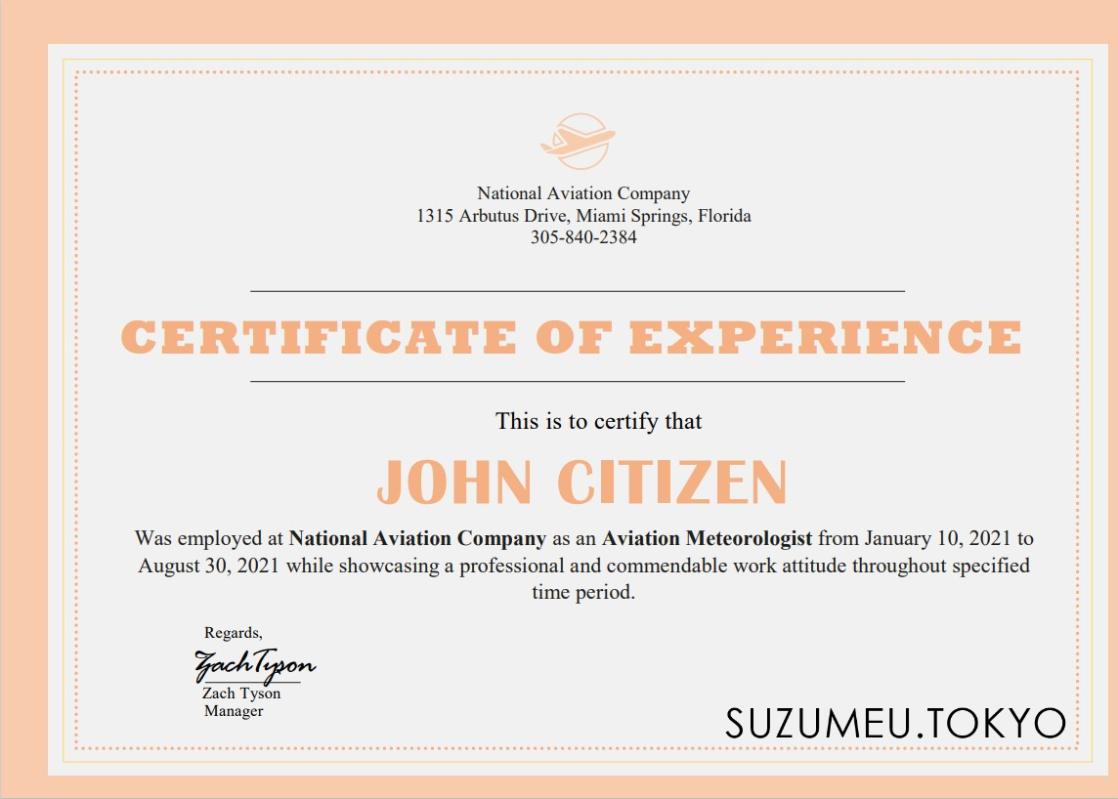 National Aviation Company
1315 Arbutus Drive, Miami Springs, Florida
305-840-2384
CERTIFICATE OF EXPERIENCE
This is to certify that
JOHN CITIZEN
Was employed at National Aviation Company as an Aviation Meteorologist from January 10, 2021 to
August 30, 2021 while showcasing a professional and commendable work attitude throughout specified
time period.
Regards,
Zach Tyson
Zach Tyson
Manager
SUZUMEU.TOKYO